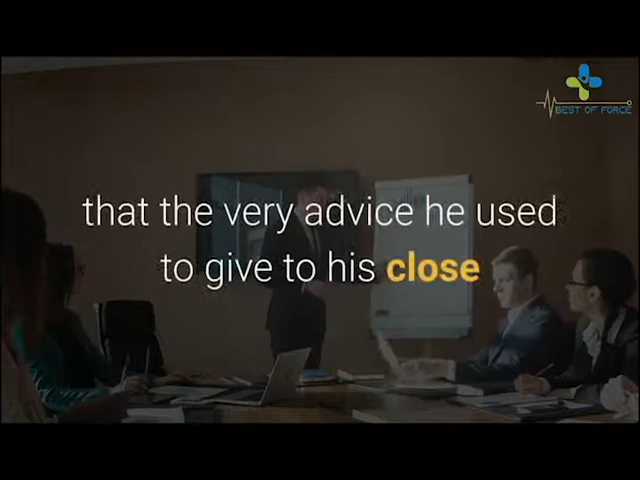 BEST OF FORCE
that the very advice he used
to give to his close